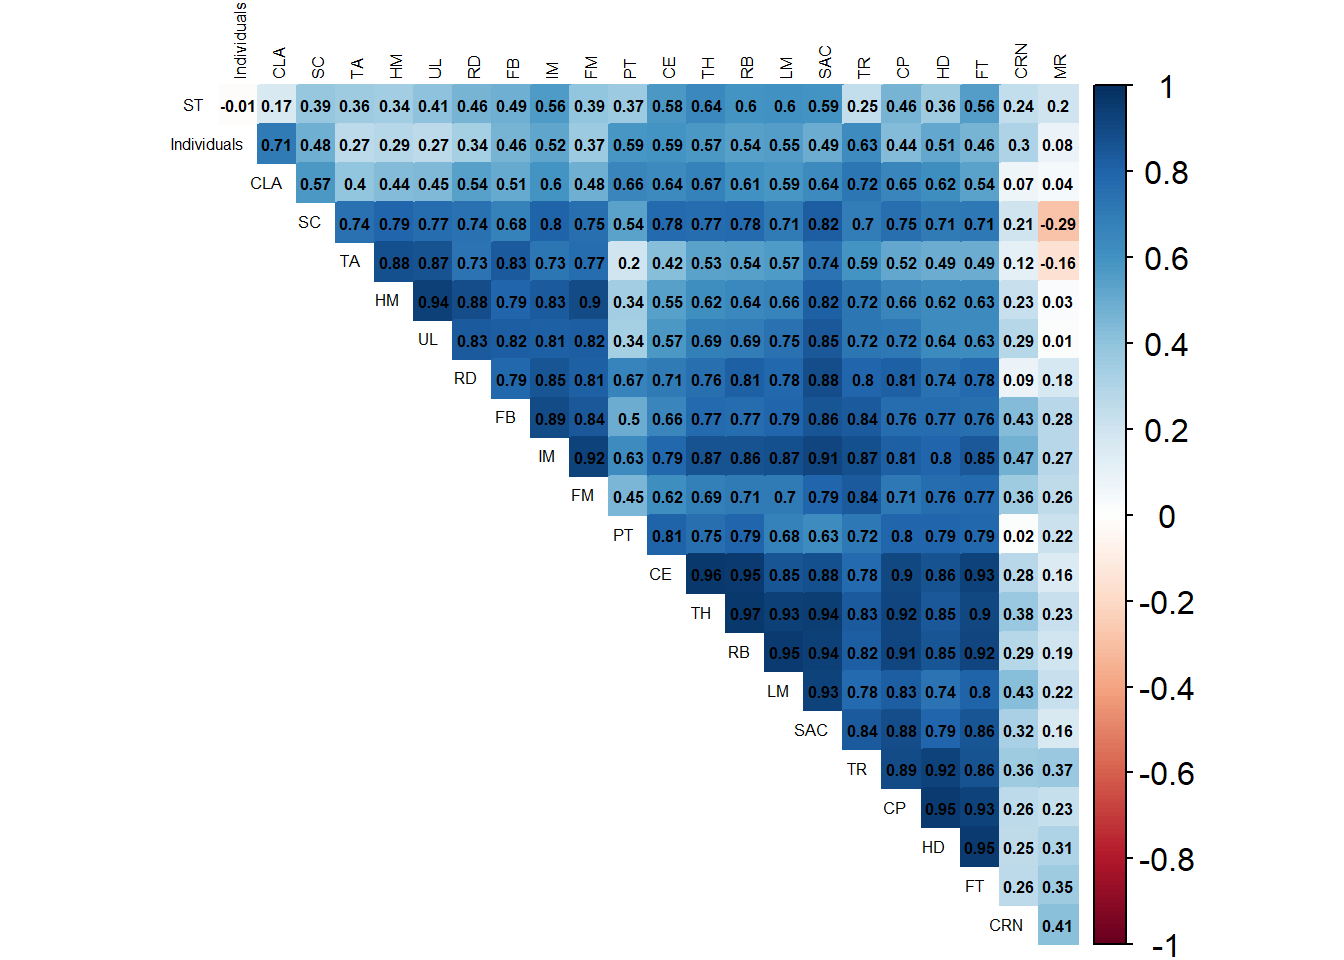 Individuals CLA SC TA HM UL RD FB IM FM PT CE TH RB LM SAC TR CP HD FT CRN MR
ST -0.01 0.17 0.39 0.36 0.34 0.41 0.46 0.49 0.56 0.39 0.37 0.58 0.64 0.6 0.6 0.59 0.25 0.46 0.36 0.56 0.24 0.2
Individuals 0.71 0.48 0.27 0.29 0.27 0.34 0.46 0.52 0.37 0.59 0.59 0.57 0.54 0.55 0.49 0.63 0.44 0.51 0.46 0.3 0.08
CLA 0.57 0.4 0.44 0.45 0.54 0.51 0.6 0.48 0.66 0.64 0.67 0.61 0.59 0.64 0.72 0.65 0.62 0.54 0.07 0.04
SC 0.74 0.79 0.77 0.74 0.68 0.8 0.75 0.54 0.78 0.77 0.78 0.71 0.82 0.7 0.75 0.71 0.71 0.21 -0.29
TA 0.88 0.87 0.73 0.83 0.73 0.77 0.2 0.42 0.53 0.54 0.57 0.74 0.59 0.52 0.49 0.49 0.12 -0.16
HM 0.94 0.88 0.79 0.83 0.9 0.34 0.55 0.62 0.64 0.66 0.82 0.72 0.66 0.62 0.63 0.23 0.03
UL 0.83 0.82 0.81 0.82 0.34 0.57 0.69 0.69 0.75 0.85 0.72 0.72 0.64 0.63 0.29 0.01
RD 0.79 0.85 0.81 0.67 0.71 0.76 0.81 0.78 0.88 0.8 0.81 0.74 0.78 0.09 0.18
FB 0.89 0.84 0.5 0.66 0.77 0.77 0.79 0.86 0.84 0.76 0.77 0.76 0.43 0.28
IM 0.92 0.63 0.79 0.87 0.86 0.87 0.91 0.87 0.81 0.8 0.85 0.47 0.27
FM 0.45 0.62 0.69 0.71 0.7 0.79 0.84 0.71 0.76 0.77 0.36 0.26
PT 0.81 0.75 0.79 0.68 0.63 0.72 0.8 0.79 0.79 0.02 0.22
CE 0.96 0.95 0.85 0.88 0.78 0.9 0.86 0.93 0.28 0.16
TH 0.97 0.93 0.94 0.83 0.92 0.85 0.9 0.38 0.23
RB 0.95 0.94 0.82 0.91 0.85 0.92 0.29 0.19
LM 0.93 0.78 0.83 0.74 0.8 0.43 0.22
SAC 0.84 0.88 0.79 0.86 0.32 0.16
TR 0.89 0.92 0.86 0.36 0.37
CP 0.95 0.93 0.26 0.23
HD 0.95 0.25 0.31
FT 0.26 0.35
CRN 0.41
1
0.8
0.6
0.4
0.2
0
-0.2
-0.4
-0.6
-0.8
-1